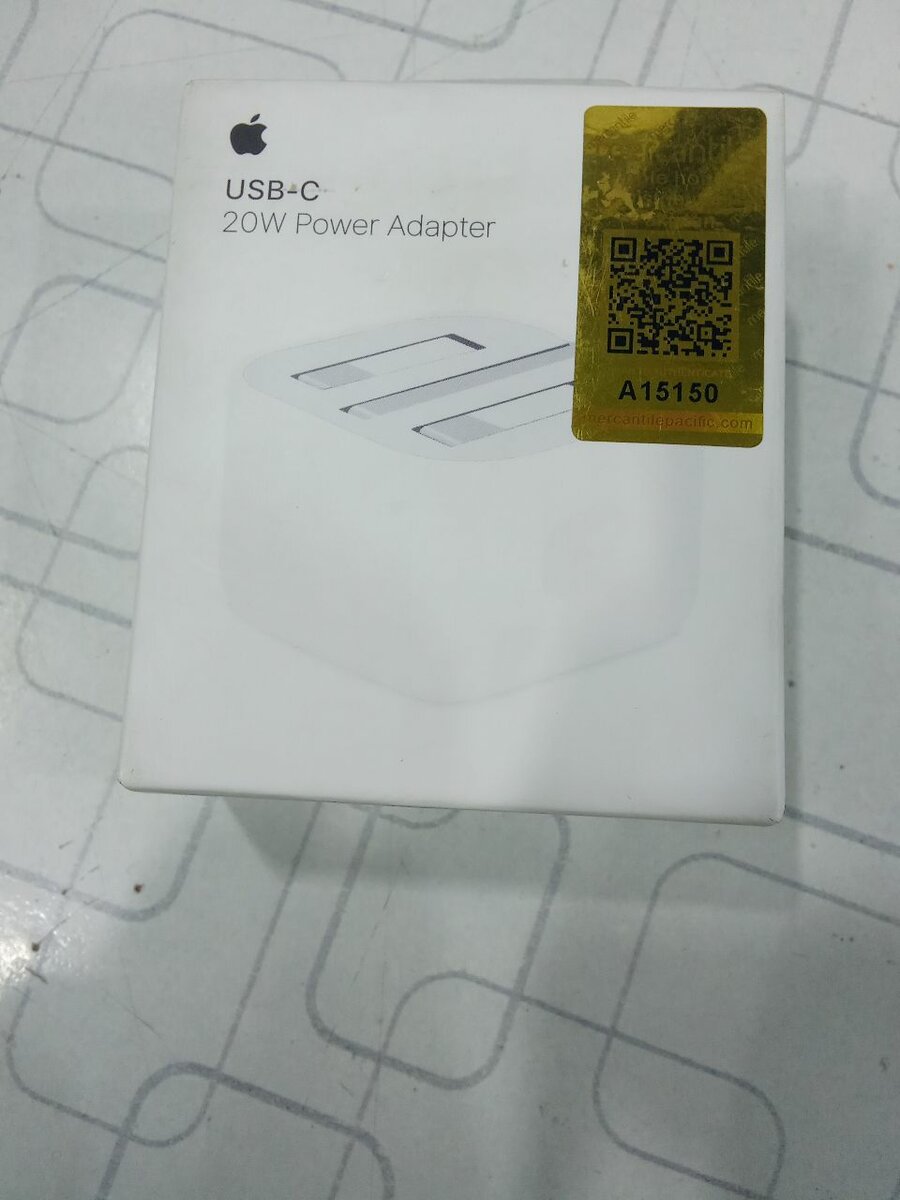 USB-C
20W Power Adapter
A15150
mercantilepacific.com